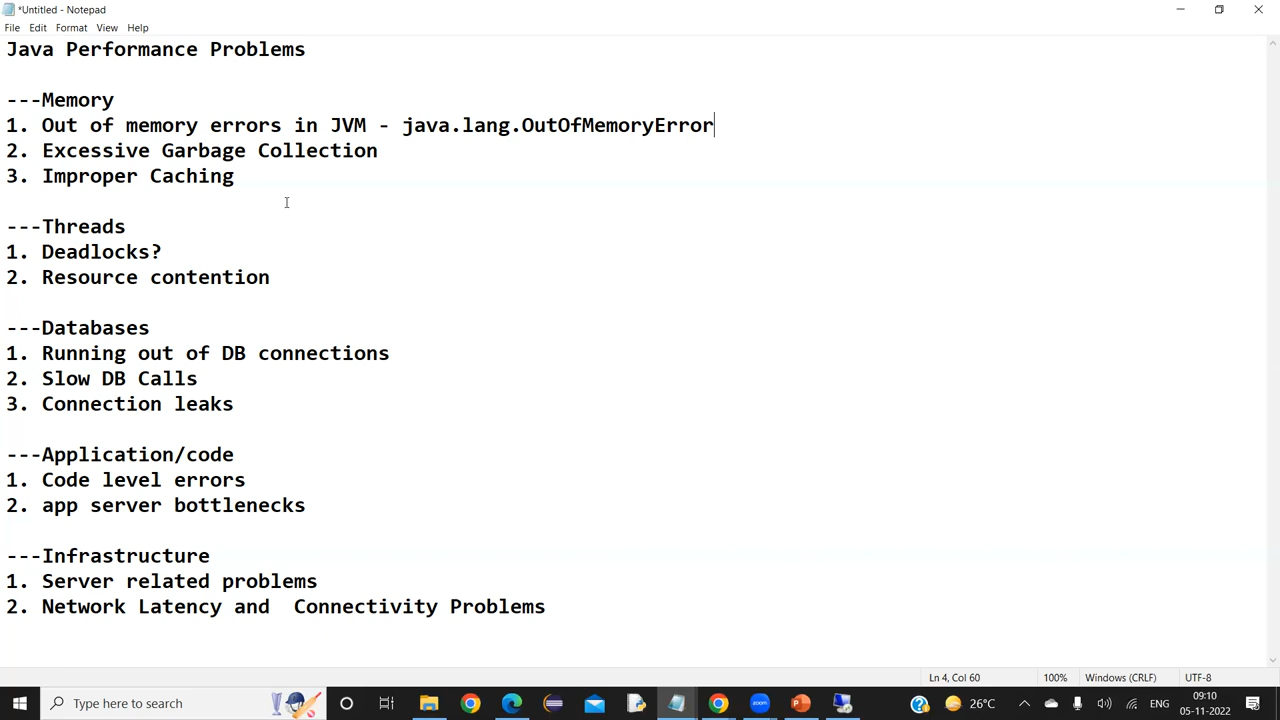 *Untitled - Notepad
File Edit Format View Help
Java Performance Problems
---Memory
1. Out of memory errors in JVM - java.lang.OutOfMemoryError
2. Excessive Garbage Collection
3. Improper Caching
---Threads
1. Deadlocks?
2. Resource contention
---Databases
1. Running out of DB connections
2. Slow DB Calls
3. Connection leaks
---Application/code
1. Code level errors
2. app server bottlenecks
---Infrastructure
1. Server related problems
2. Network Latency and  Connectivity Problems
Ln 4, Col 60 100% Windows (CRLF) UTF-8
Type here to search zoom 26°C ENG 09:10
05-11-2022